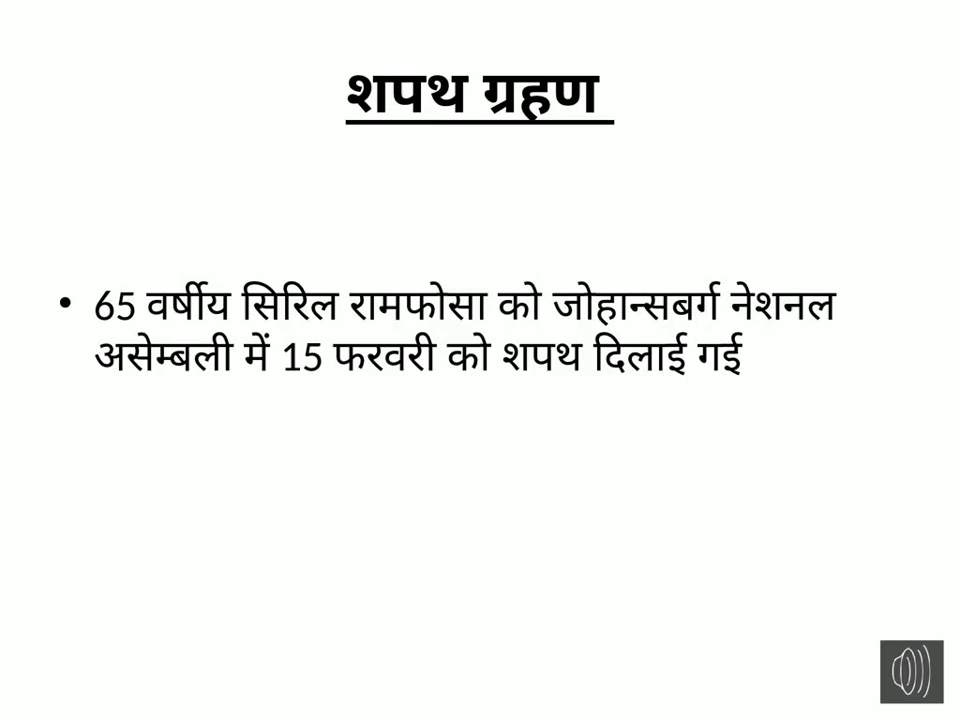 शपथ ग्रहण
• 65 वर्षीय सिरिल रामफोसा को जोहान्सबर्ग नेशनल
असेम्बली में 15 फरवरी को शपथ दिलाई गई